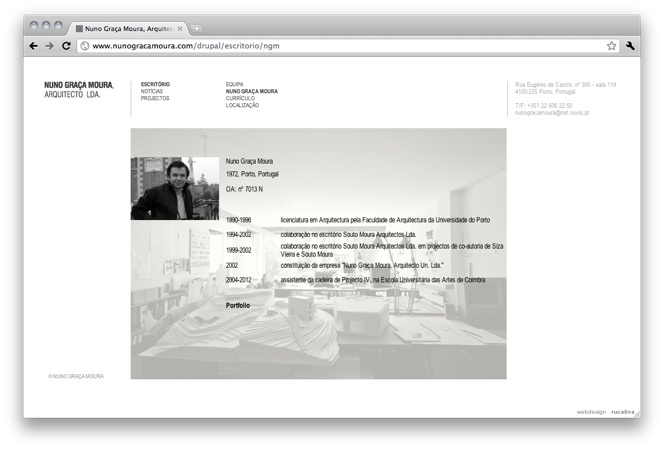 Nuno Graça Moura, Arquitec
www.nunogracamoura.com/drupal/escritorio/ngm
NUNO GRAÇA MOURA,
ARQUITECTO LDA.
ESCRITÓRIO
NOTÍCIAS
PROJECTOS
EQUIPA
NUNO GRAÇA MOURA
CURRÍCULO
LOCALIZAÇÃO
Rua Eugénio de Castro, nº 300 - sala 119
4100-225 Porto, Portugal
T/F: +351 22 606 22 50
nunogracamoura@net.novis.pt
Nuno Graça Moura
1972, Porto, Portugal
OA: nº 7013 N
1990-1996 licenciatura em Arquitectura pela Faculdade de Arquitectura da Universidade do Porto
1994-2002 colaboração no escritório Souto Moura Arquitectos Lda.
1999-2002 colaboração no escritório Souto Moura Arquitectos Lda. em projectos de co-autoria de Siza
Vieira e Souto Moura
2002 constituição da empresa "Nuno Graça Moura, Arquitecto Un. Lda."
2004-2012 assistente da cadeira de Projecto IV, na Escola Universitária das Artes de Coimbra
Portfolio
© NUNO GRAÇA MOURA
webdesign rucativa